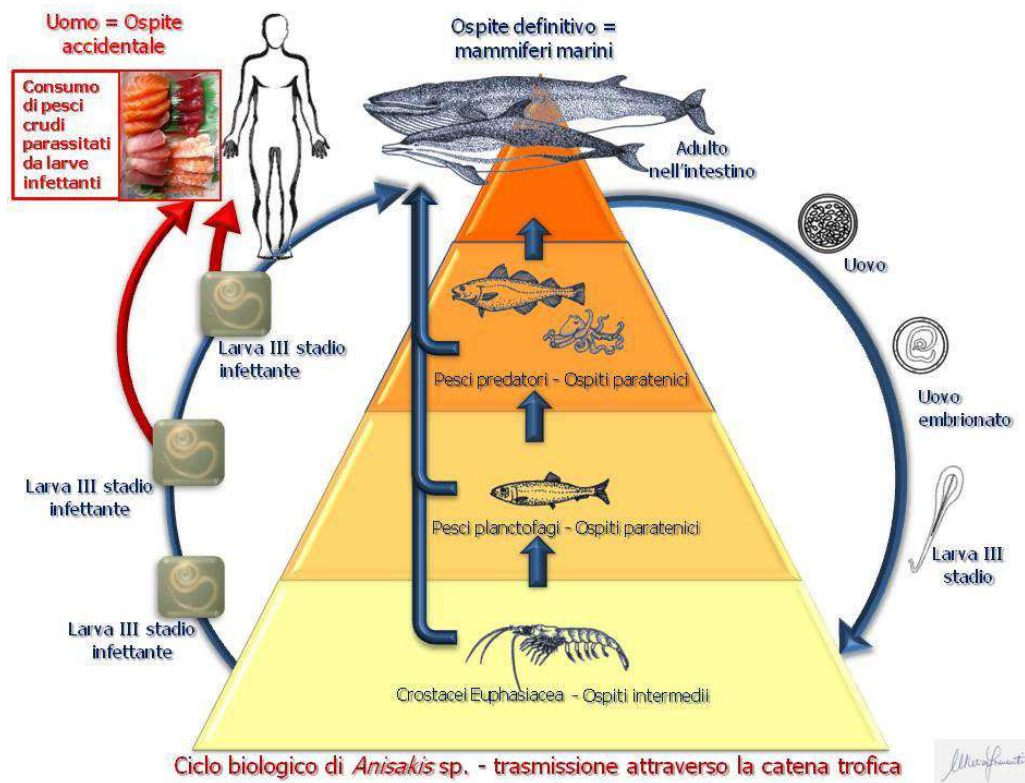 Uomo = Ospite
accidentale
Consumo
di pesci
crudi
parassitati
da larve
infettanti
Ospite definitivo =
mammiferi marini
Adulto
nell'intestino
Uovo
Uovo
embrionato
Larva III
stadio
Larva III stadio
infettante
Larva III stadio
infettante
Larva III stadio
infettante
Pesci predatori - Ospiti paratenici
Pesci planctofagi - Ospiti paratenici
Crostacei Euphasiacea - Ospiti intermedii
Ciclo biologico di Anisakis sp. - trasmissione attraverso la catena trofica